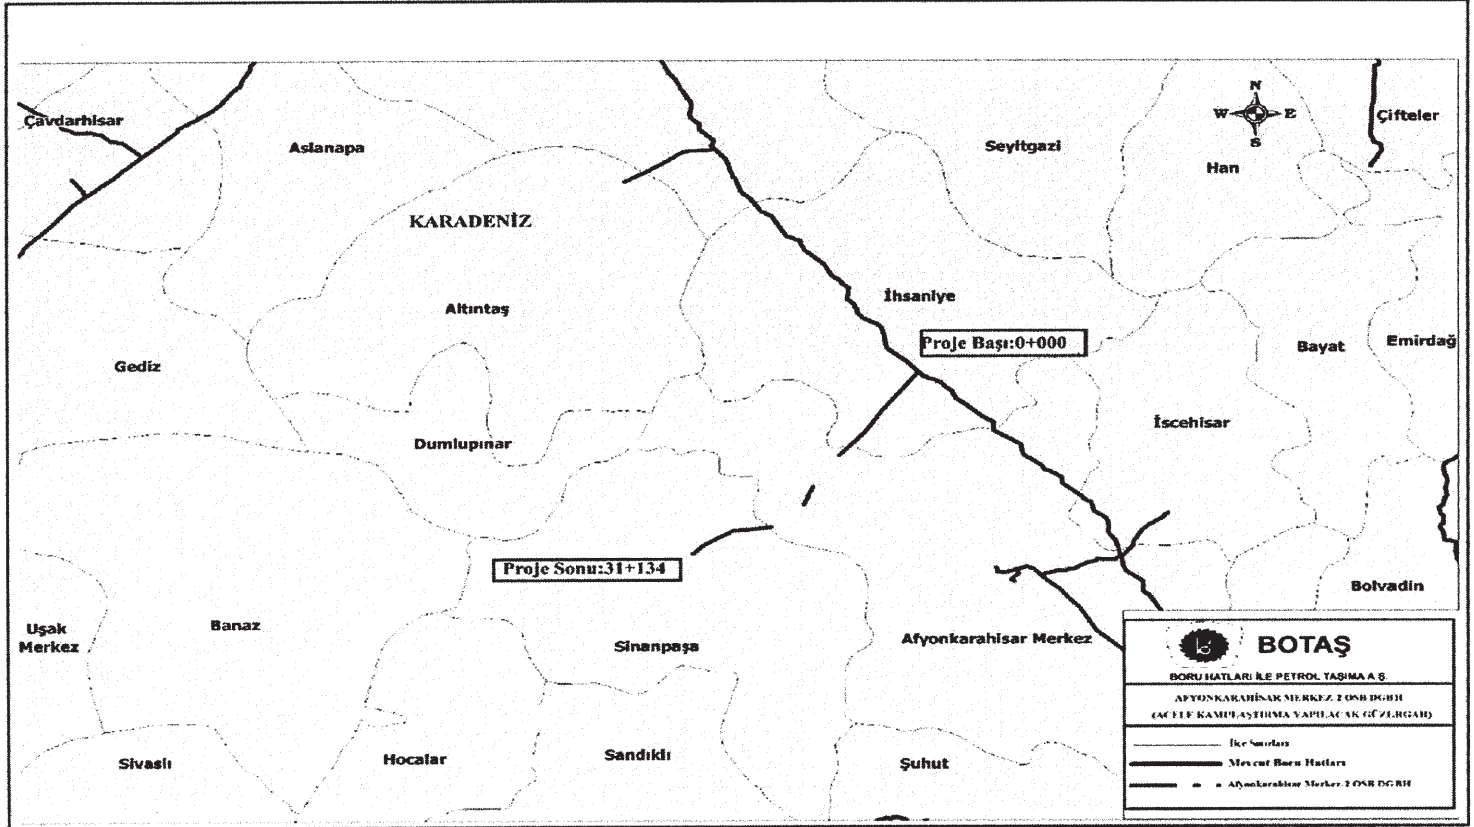 N
Çavdarhisar
Çifteler
W E
Aslanapa
S
Seyitgazi
Han
KARADENİZ
İhsaniye
Altıntaş
Proje Başı:0+000
Emirdağ
Bayat
Gediz
İscehisar
Dumlupınar
Proje Sonu:31+134
Bolvadin
Uşak
Merkez
Banaz
Sinanpaşa
Afyonkarahisar Merkez
BOTAŞ
BORU HATLARI İLE PETROL TAŞIMA A.Ş.
AFYONKARAHİSAR MERKEZ 2 OSB DGBH
(ACELE KAMULAŞTIRMA YAPILACAK GÜZERGAH)
İlçe Sınırları
Mevcut Boru Hatları
Afyonkarahisar Merkez 2 OSB DGBH
Sivaslı
Hocalar
Sandıklı
Şuhut